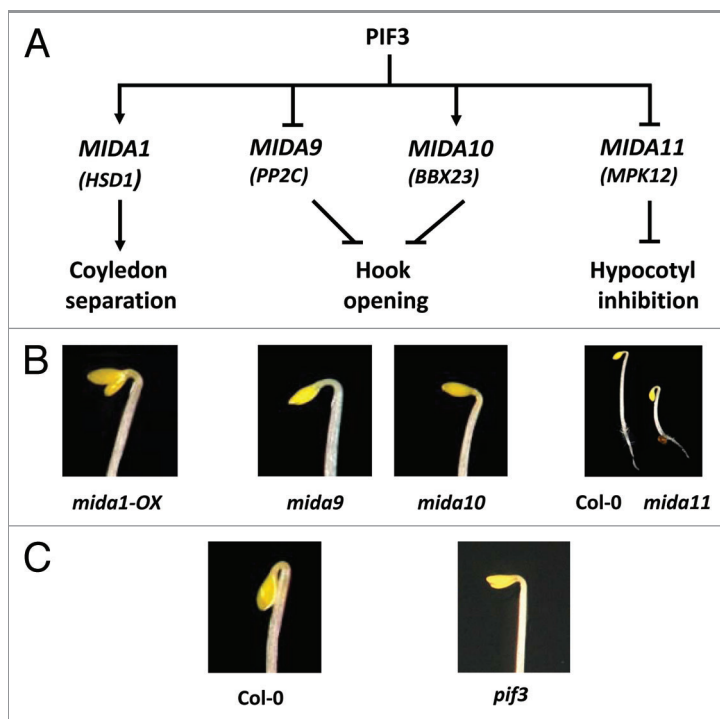 A
PIF3
MIDA1 MIDA9 MIDA10 MIDA11
(HSD1) (PP2C) (BBX23) (MPK12)
Coyledon Hook Hypocotyl
separation opening inhibition
B
mida1-OX mida9 mida10 Col-0 mida11
C
Col-0 pif3